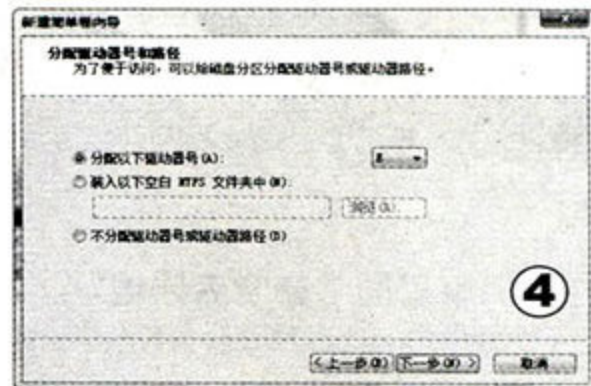 新建简单卷向导
分配驱动器号和路径
为了便于访问，可以给磁盘分区分配驱动器号或驱动器路径。
分配以下驱动器号(A):
装入以下空白 NTFS 文件夹中(M):
不分配驱动器号或驱动器路径(D)
④
< 上一步(B) 下一步(N) > 取消